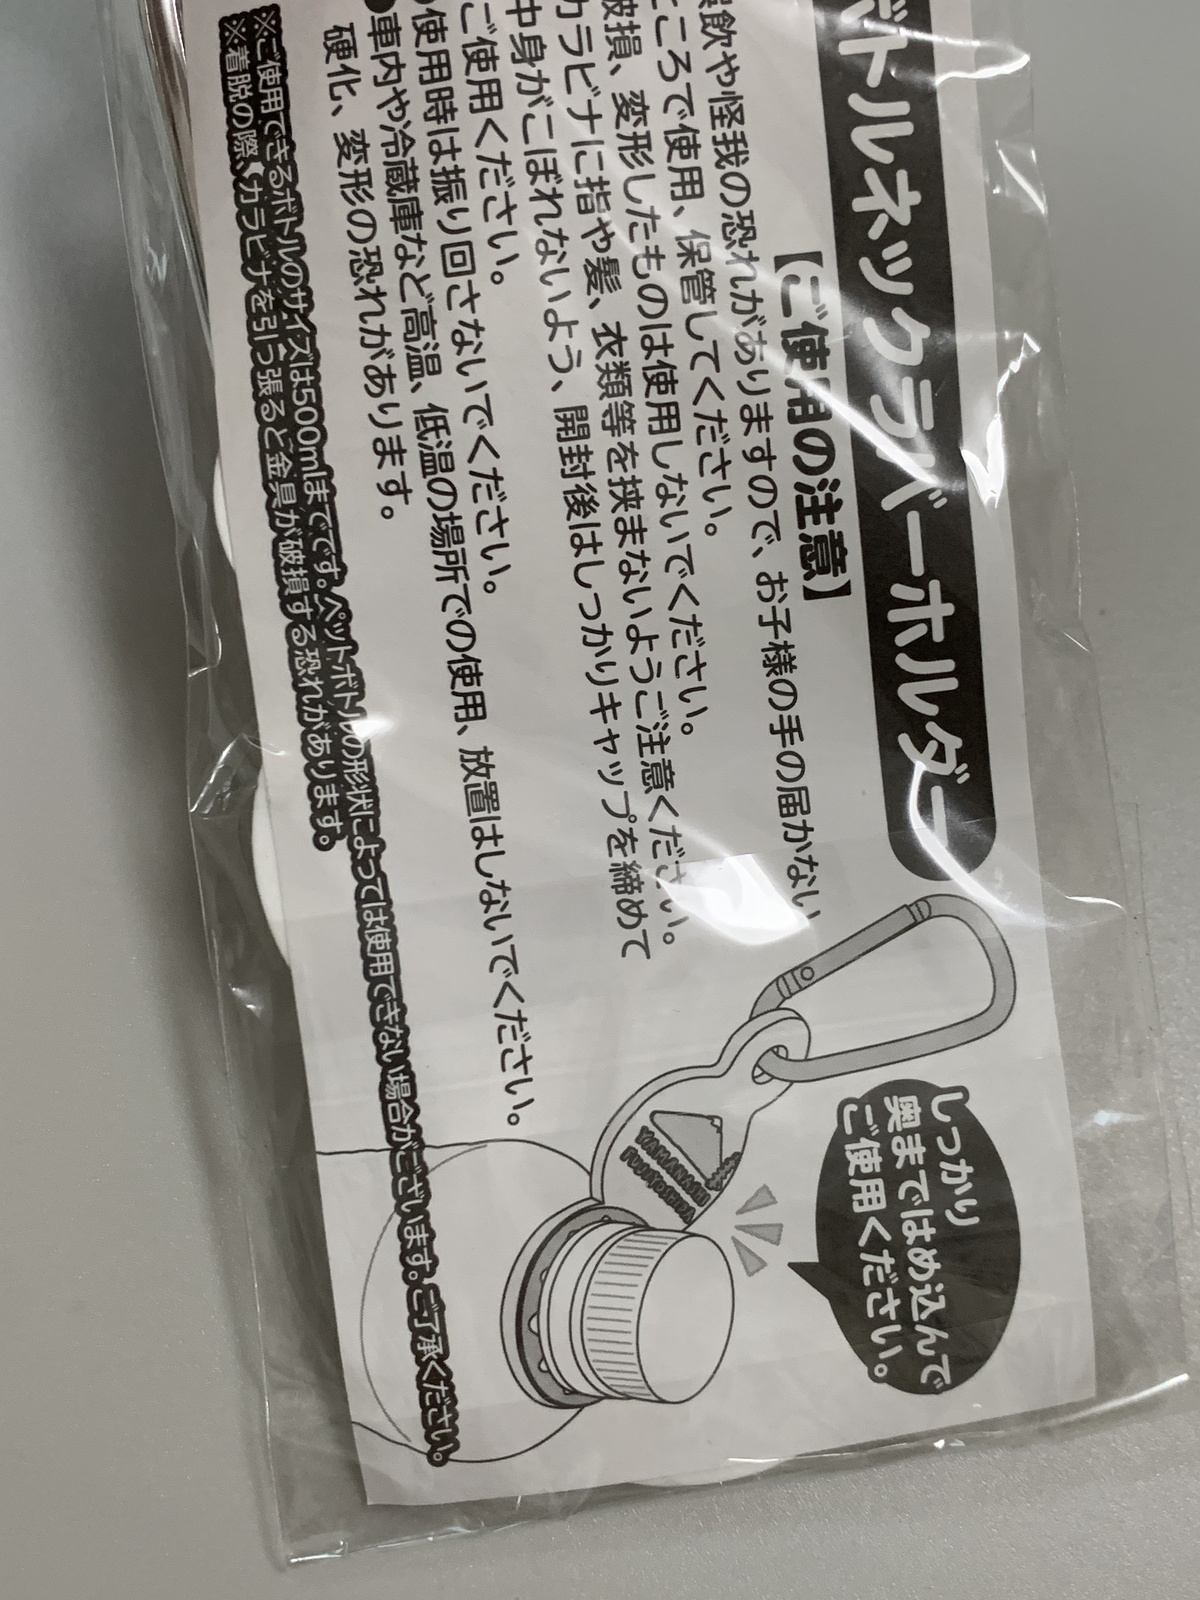 ボトルネックラバーホルダー
【ご使用の注意】
誤飲や怪我の恐れがありますので、お子様の手の届かない
ところで使用、保管してください。
破損、変形したものは使用しないでください。
カラビナに指や髪、衣類等を挟まないようご注意ください。
中身がこぼれないよう、開封後はしっかりキャップを締めて
ご使用ください。
使用時は振り回さないでください。
●車内や冷蔵庫など高温、低温の場所での使用、放置はしないでください。
硬化、変形の恐れがあります。
※ご使用できるボトルのサイズは500mlまでです。ペットボトルの形状によっては使用できない場合がございます。ご了承ください。
※着脱の際、カラビナを引っ張ると金具が破損する恐れがあります。
しっかり
奥まではめ込んで
ご使用ください。
YAMANASHI
FUJIYOSHIDA